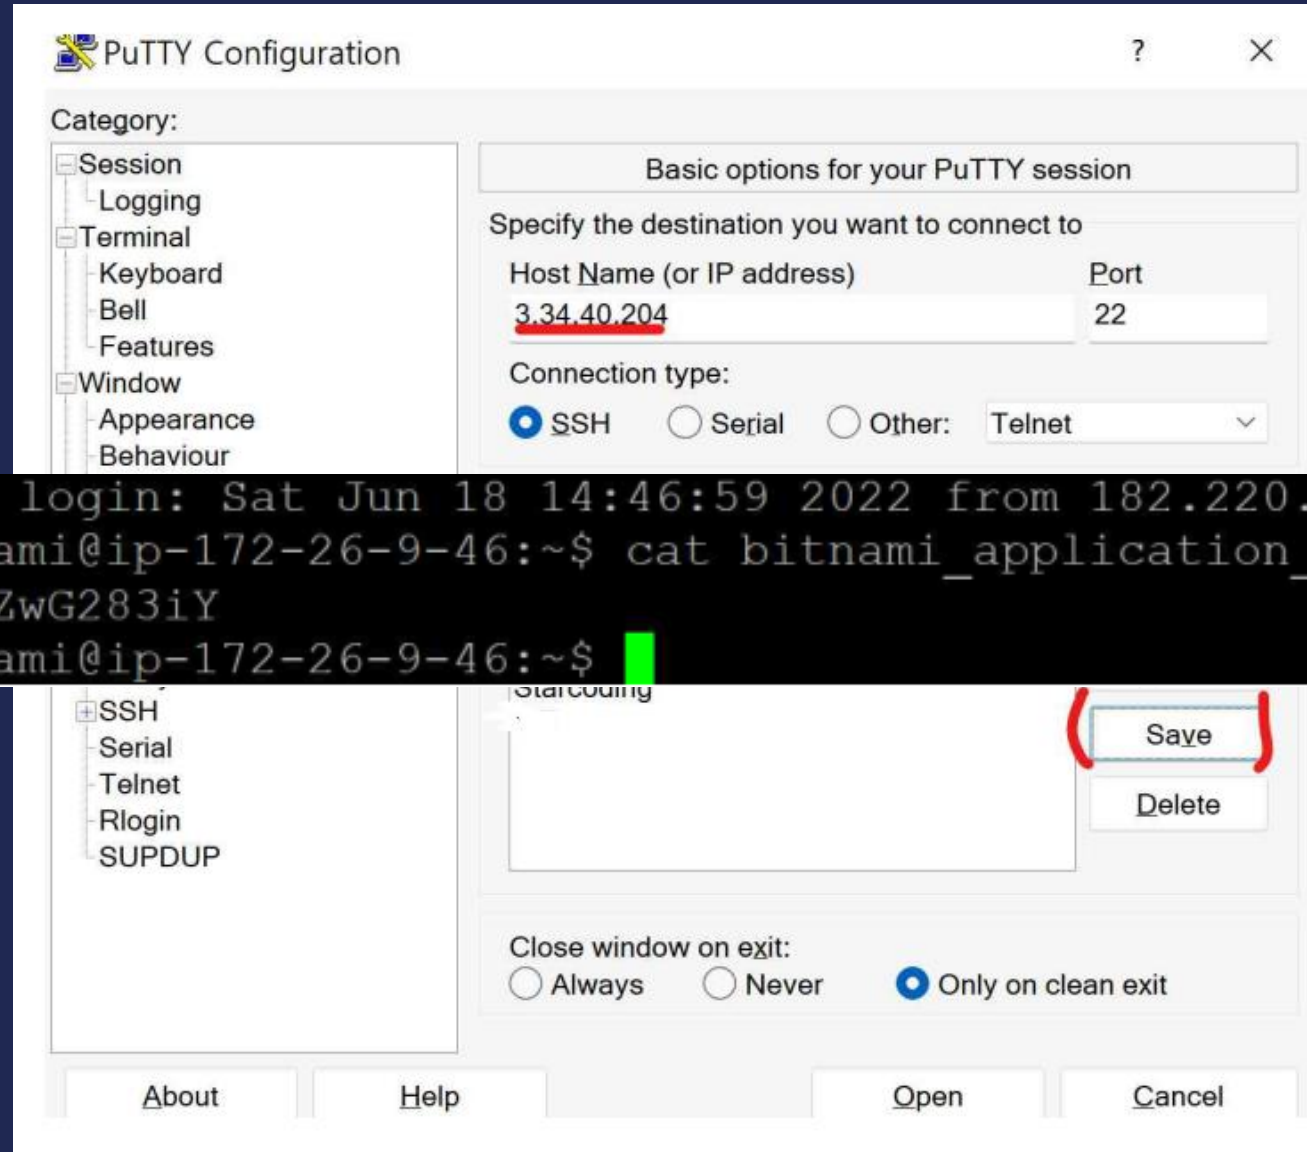 PuTTY Configuration
?
Category:
Session
Logging
Terminal
Keyboard
Bell
Features
Window
Appearance
Behaviour
Basic options for your PuTTY session
Specify the destination you want to connect to
Host Name (or IP address)
Port
3.34.40.204
22
Connection type:
SSH
Serial
Other:
Telnet
login: Sat Jun 18 14:46:59 2022 from 182.220.
ami@ip-172-26-9-46:~$ cat bitnami_application_
ZwG283iY
ami@ip-172-26-9-46:~$
SSH
Serial
Telnet
Rlogin
SUPDUP
Starcoding
Save
Delete
Close window on exit:
Always
Never
Only on clean exit
About
Help
Open
Cancel